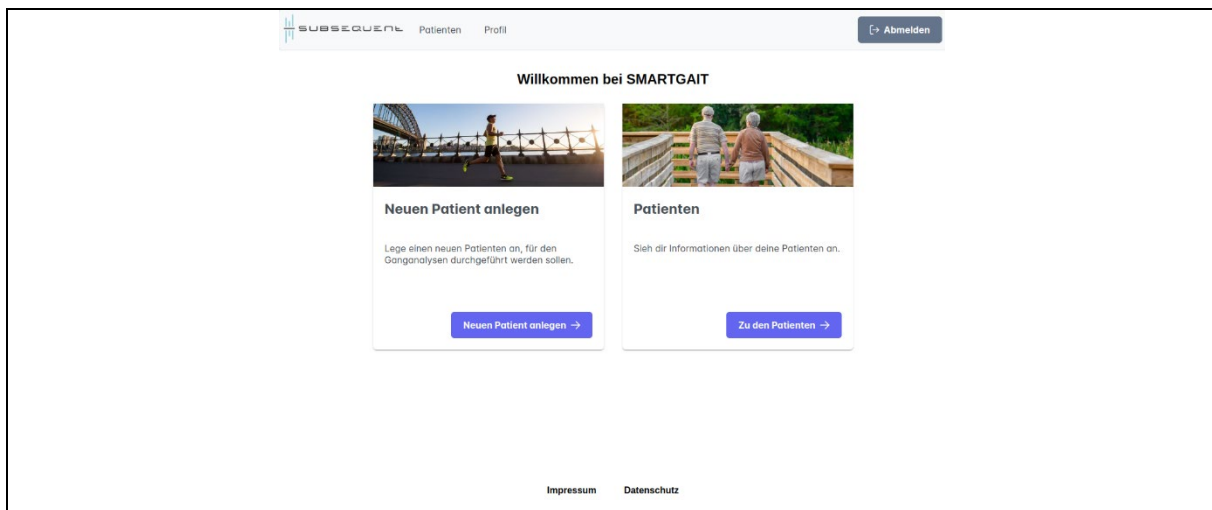 SUBSEQUENT Patienten Profil Abmelden
Willkommen bei SMARTGAIT
Neuen Patient anlegen
Lege einen neuen Patienten an, für den
Ganganalysen durchgeführt werden sollen.
Neuen Patient anlegen →
Patienten
Sieh dir Informationen über deine Patienten an.
Zu den Patienten →
Impressum Datenschutz